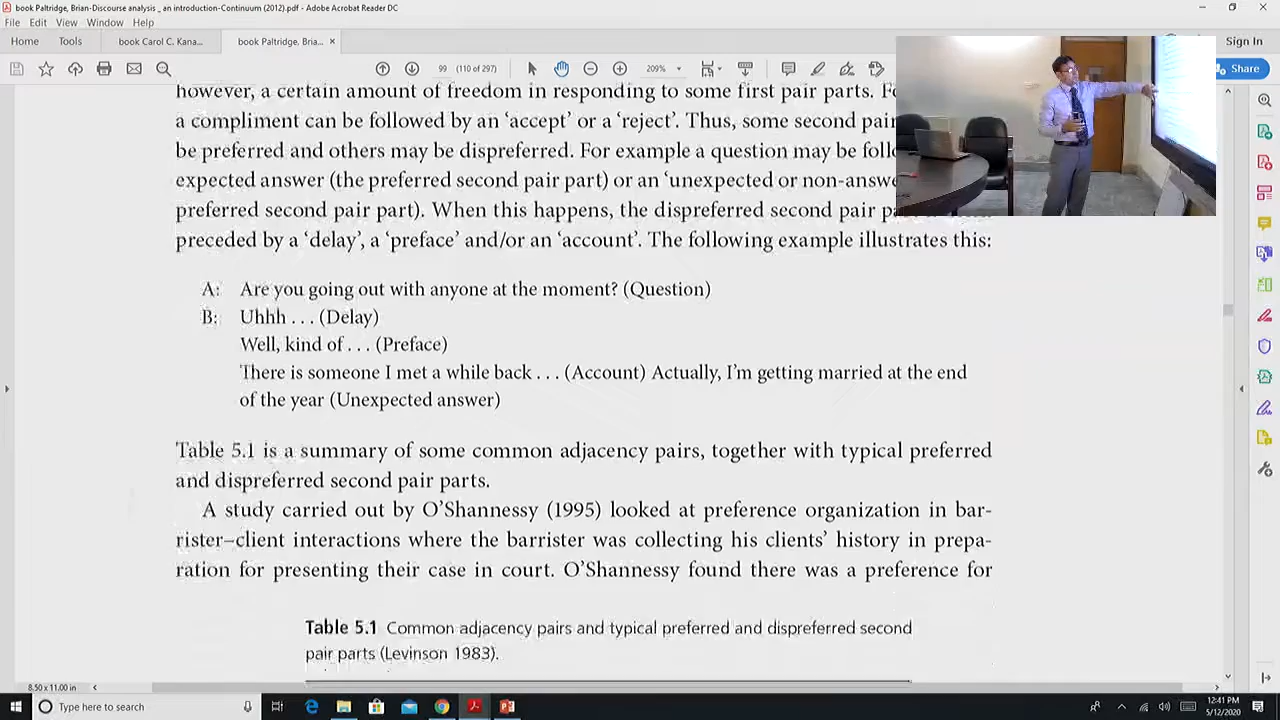 book Paltridge, Brian-Discourse analysis _ an introduction-Continuum (2012).pdf - Adobe Acrobat Reader DC
File Edit View Window Help
Home Tools book Carol C. Kana... book Paltridge, Bria... × Sign In
99 (110 of 297) 209% Share
however, a certain amount of freedom in responding to some first pair parts.
a compliment can be followed by an ‘accept’ or a ‘reject’. Thus, some second pair
be preferred and others may be dispreferred. For example a question may be
expected answer (the preferred second pair part) or an ‘unexpected or
preferred second pair part). When this happens, the dispreferred second pair
preceded by a ‘delay’, a ‘preface’ and/or an ‘account’. The following example illustrates this:
A: Are you going out with anyone at the moment? (Question)
B: Uhhh . . . (Delay)
Well, kind of . . . (Preface)
There is someone I met a while back . . . (Account) Actually, I’m getting married at the end
of the year (Unexpected answer)
Table 5.1 is a summary of some common adjacency pairs, together with typical preferred
and dispreferred second pair parts.
A study carried out by O’Shannessy (1995) looked at preference organization in bar-
rister–client interactions where the barrister was collecting his clients’ history in prepa-
ration for presenting their case in court. O’Shannessy found there was a preference for
Table 5.1 Common adjacency pairs and typical preferred and dispreferred second
pair parts (Levinson 1983).
8.50 x 11.00 in
Type here to search
12:41 PM
5/12/2020